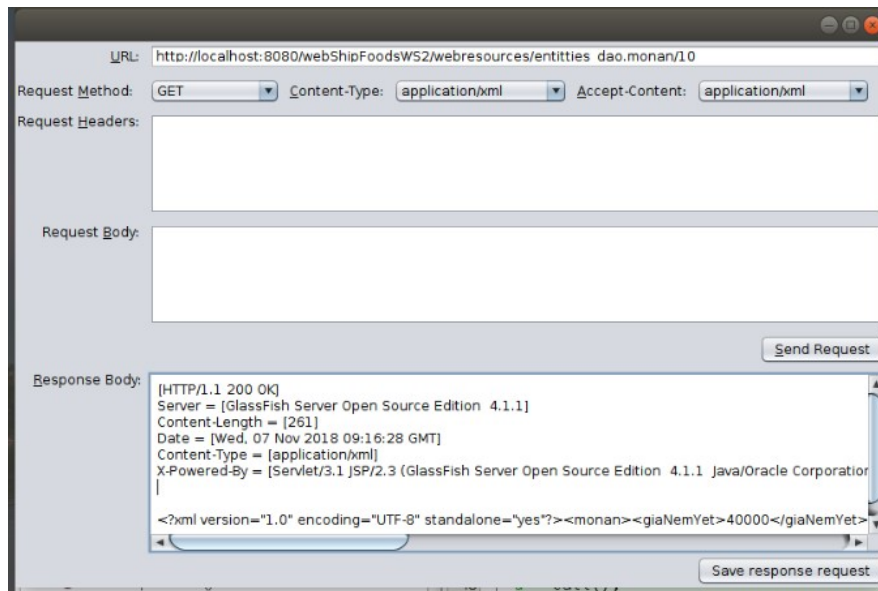 URL: http://localhost:8080/webShipFoodsWS2/webresources/entitties_dao.monan/10
Request Method: GET Content-Type: application/xml Accept-Content: application/xml
Request Headers:
Request Body:
Send Request
Response Body:
[HTTP/1.1 200 OK]
Server = [GlassFish Server Open Source Edition 4.1.1]
Content-Length = [261]
Date = [Wed, 07 Nov 2018 09:16:28 GMT]
Content-Type = [application/xml]
X-Powered-By = [Servlet/3.1 JSP/2.3 (GlassFish Server Open Source Edition 4.1.1 Java/Oracle Corporation
<?xml version="1.0" encoding="UTF-8" standalone="yes"?><monan><giaNemYet>40000</giaNemYet>
Save response request